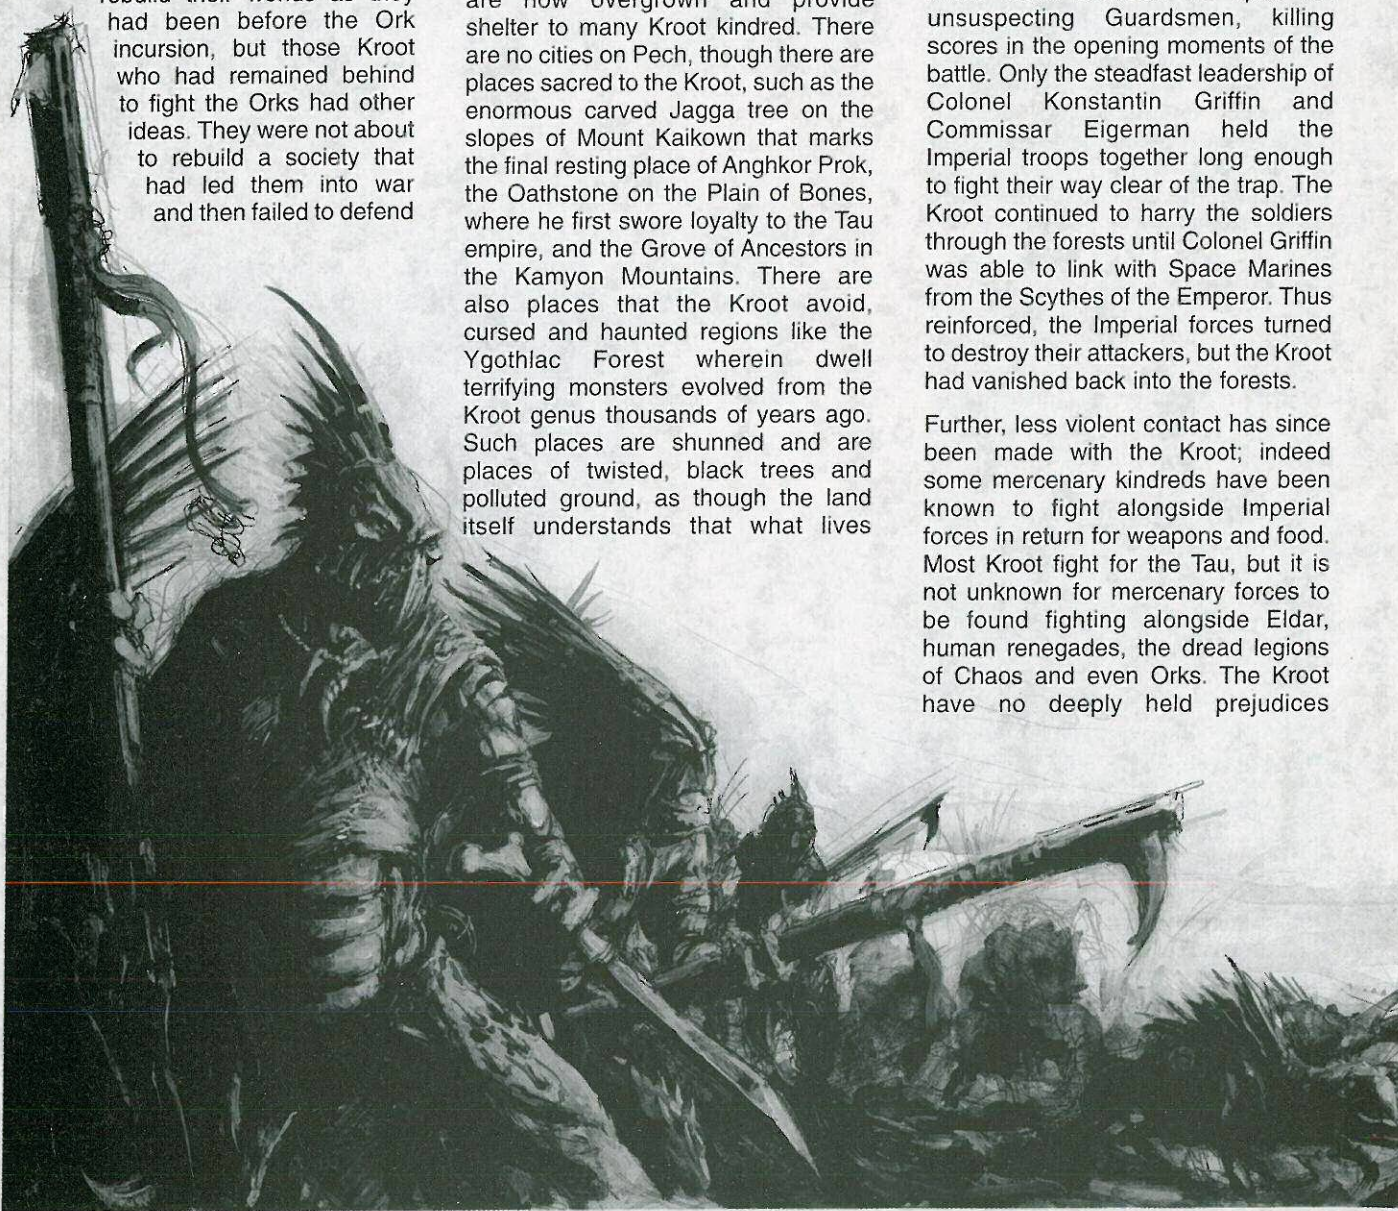 rebuild their worlds as they
had been before the Ork
incursion, but those Kroot
who had remained behind
to fight the Orks had other
ideas. They were not about
to rebuild a society that
had led them into war
and then failed to defend
are now overgrown and provide
shelter to many Kroot kindred. There
are no cities on Pech, though there are
places sacred to the Kroot, such as the
enormous carved Jagga tree on the
slopes of Mount Kaikown that marks
the final resting place of Anghkor Prok,
the Oathstone on the Plain of Bones,
where he first swore loyalty to the Tau
empire, and the Grove of Ancestors in
the Kamyon Mountains. There are
also places that the Kroot avoid,
cursed and haunted regions like the
Ygothlac Forest wherein dwell
terrifying monsters evolved from the
Kroot genus thousands of years ago.
Such places are shunned and are
places of twisted, black trees and
polluted ground, as though the land
itself understands that what lives
unsuspecting Guardsmen, killing
scores in the opening moments of the
battle. Only the steadfast leadership of
Colonel Konstantin Griffin and
Commissar Eigerman held the
Imperial troops together long enough
to fight their way clear of the trap. The
Kroot continued to harry the soldiers
through the forests until Colonel Griffin
was able to link with Space Marines
from the Scythes of the Emperor. Thus
reinforced, the Imperial forces turned
to destroy their attackers, but the Kroot
had vanished back into the forests.
Further, less violent contact has since
been made with the Kroot; indeed
some mercenary kindreds have been
known to fight alongside Imperial
forces in return for weapons and food.
Most Kroot fight for the Tau, but it is
not unknown for mercenary forces to
be found fighting alongside Eldar,
human renegades, the dread legions
of Chaos and even Orks. The Kroot
have no deeply held prejudices